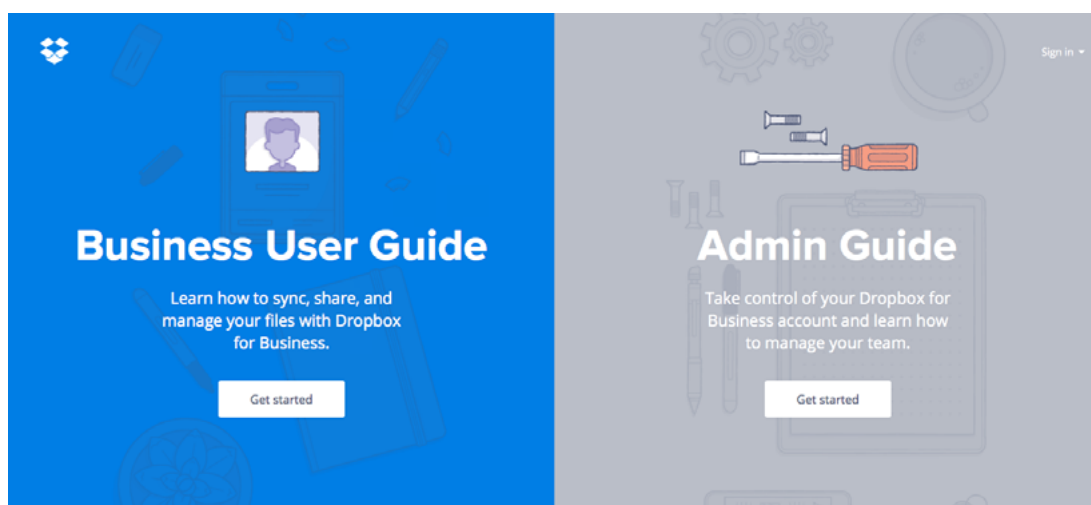 Sign in
Business User Guide
Learn how to sync, share, and
manage your files with Dropbox
for Business.
Get started
Admin Guide
Take control of your Dropbox for
Business account and learn how
to manage your team.
Get started